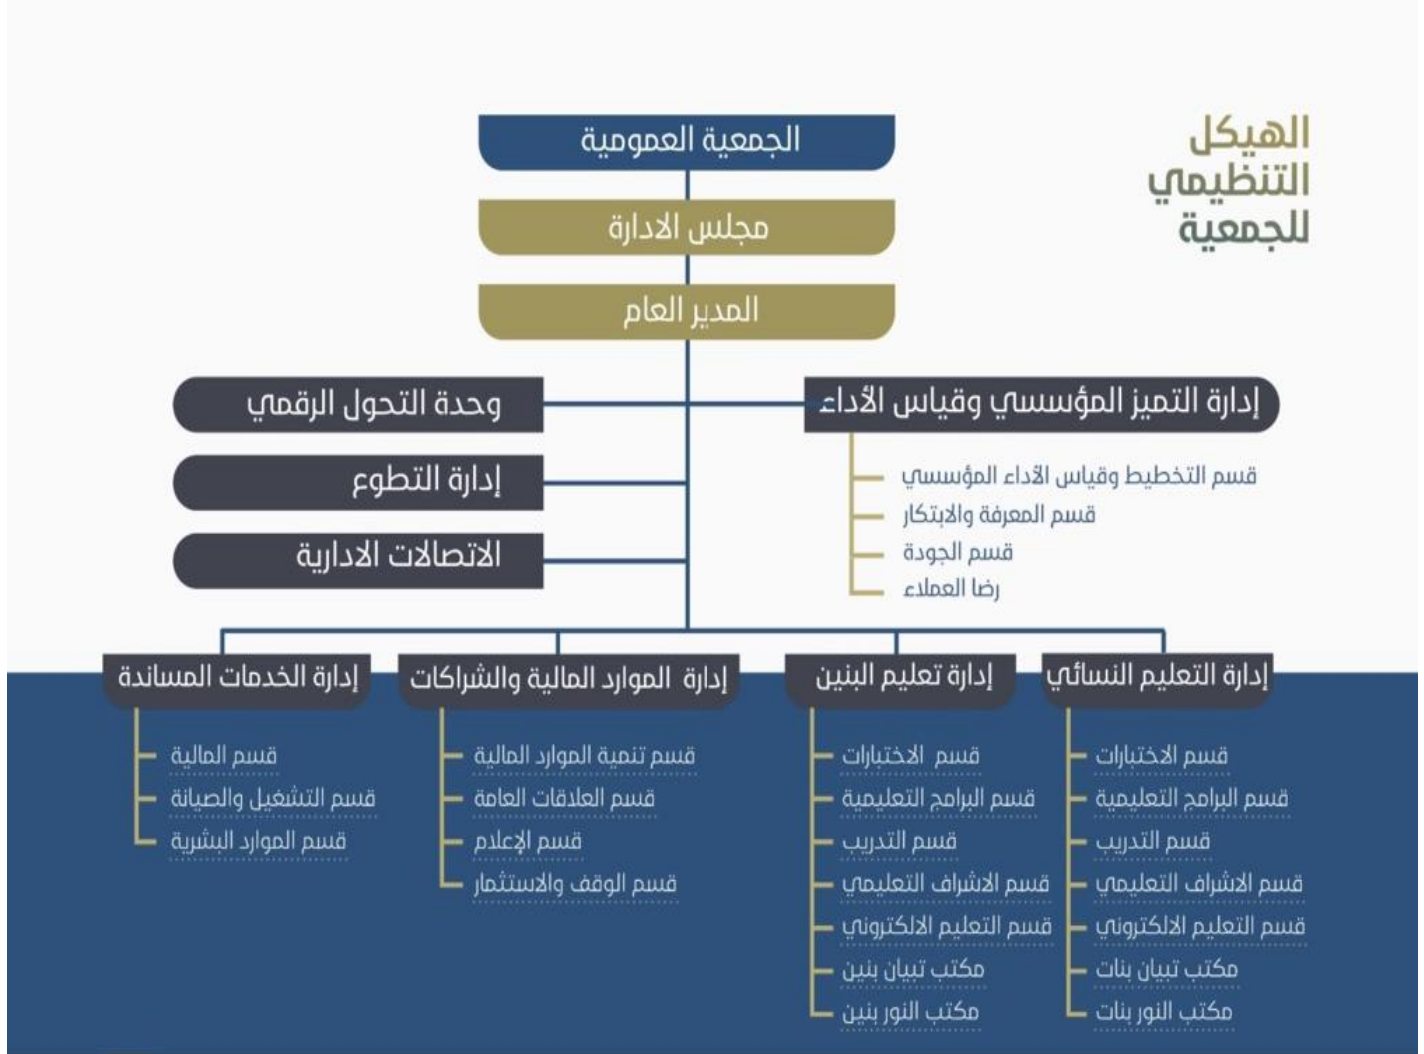 الهيكل
التنظيمي
للجمعية
الجمعية العمومية
مجلس الادارة
المدير العام
إدارة التميز المؤسسي وقياس الأداء
قسم التخطيط وقياس الأداء المؤسسي
قسم المعرفة والابتكار
قسم الجودة
رضا العملاء
وحدة التحول الرقمي
إدارة التطوع
الاتصالات الادارية
إدارة التعليم النسائي
قسم الاختبارات
قسم البرامج التعليمية
قسم التدريب
قسم الاشراف التعليمي
قسم التعليم الالكتروني
مكتب تبيان بنات
مكتب النور بنات
إدارة تعليم البنين
قسم الاختبارات
قسم البرامج التعليمية
قسم التدريب
قسم الاشراف التعليمي
قسم التعليم الالكتروني
مكتب تبيان بنين
مكتب النور بنين
إدارة الموارد المالية والشراكات
قسم تنمية الموارد المالية
قسم العلاقات العامة
قسم الإعلام
قسم الوقف والاستثمار
إدارة الخدمات المساندة
قسم المالية
قسم التشغيل والصيانة
قسم الموارد البشرية